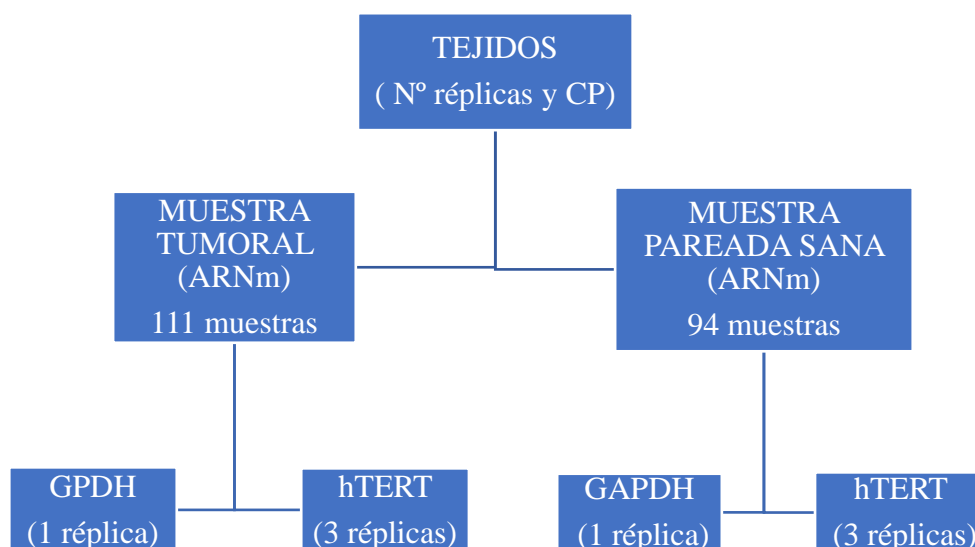 TEJIDOS
( Nº réplicas y CP)
MUESTRA
TUMORAL
(ARNm)
111 muestras
MUESTRA
PAREADA SANA
(ARNm)
94 muestras
GPDH
(1 réplica)
hTERT
(3 réplicas)
GAPDH
(1 réplica)
hTERT
(3 réplicas)